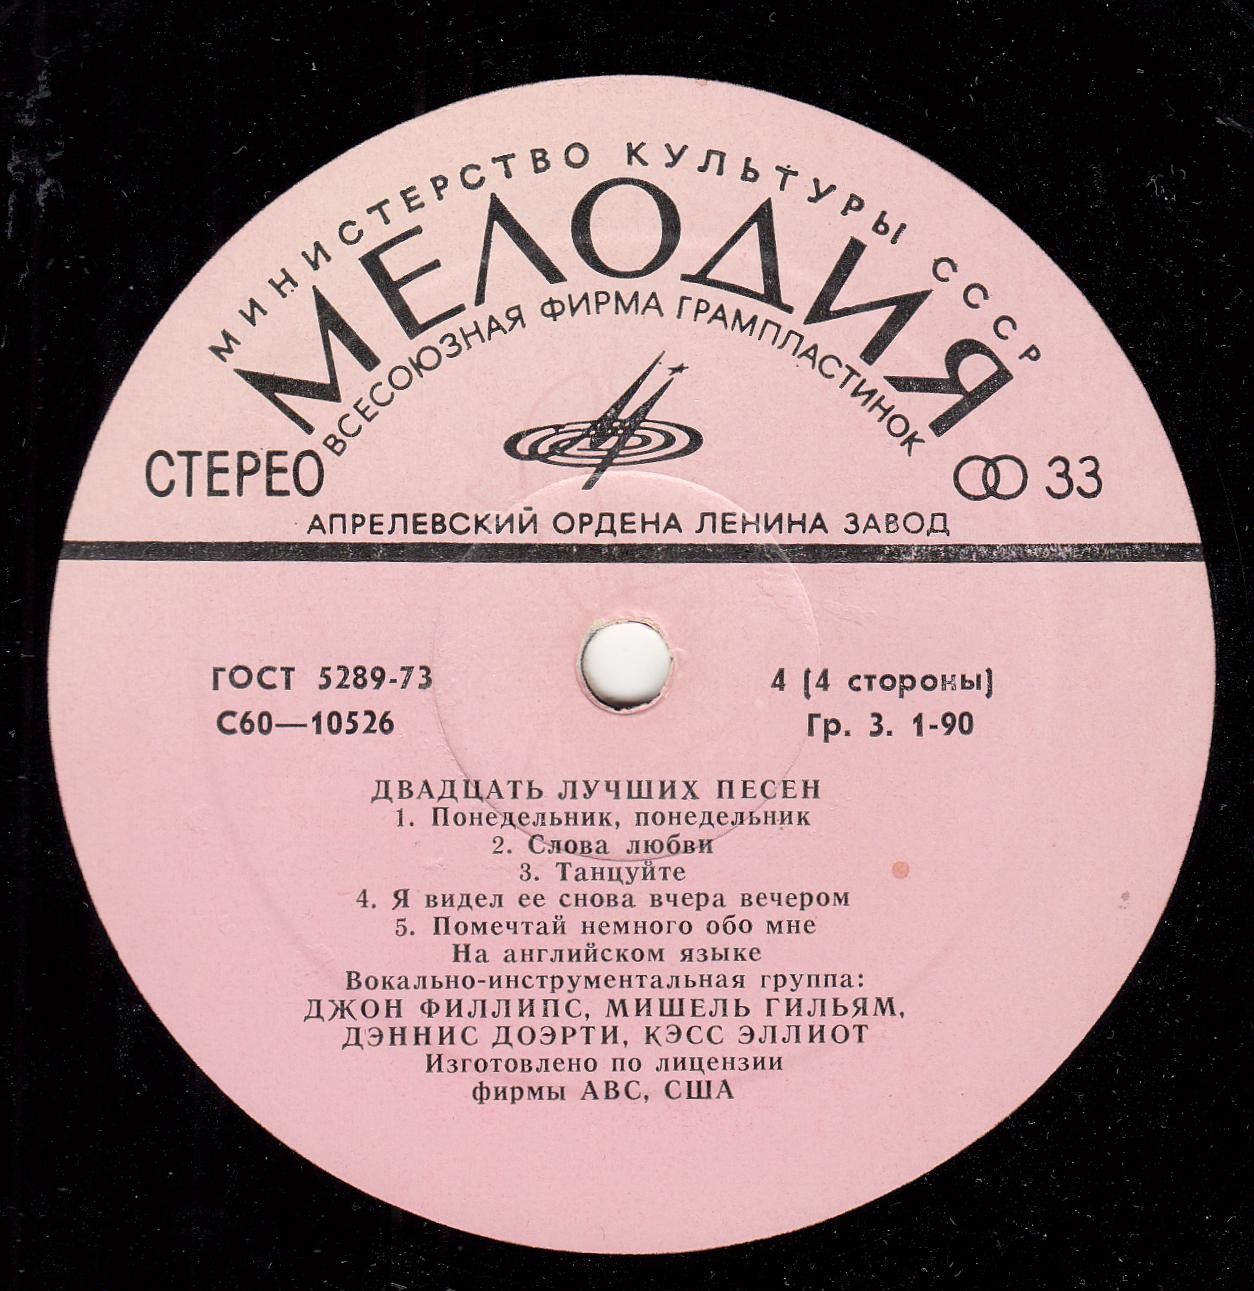 МИНИСТЕРСТВО КУЛЬТУРЫ СССР
МЕЛОДИЯ
ВСЕСОЮЗНАЯ ФИРМА ГРАМПЛАСТИНОК
СТЕРЕО
33
АПРЕЛЕВСКИЙ ОРДЕНА ЛЕНИНА ЗАВОД
ГОСТ 5289-73
4 (4 стороны)
С60—10526
Гр. 3. 1-90
ДВАДЦАТЬ ЛУЧШИХ ПЕСЕН
1. Понедельник, понедельник
2. Слова любви
3. Танцуйте
4. Я видел ее снова вчера вечером
5. Помечтай немного обо мне
На английском языке
Вокально-инструментальная группа:
ДЖОН ФИЛЛИПС, МИШЕЛЬ ГИЛЬЯМ,
ДЭННИС ДОЭРТИ, КЭСС ЭЛЛИОТ
Изготовлено по лицензии
фирмы АВС, США